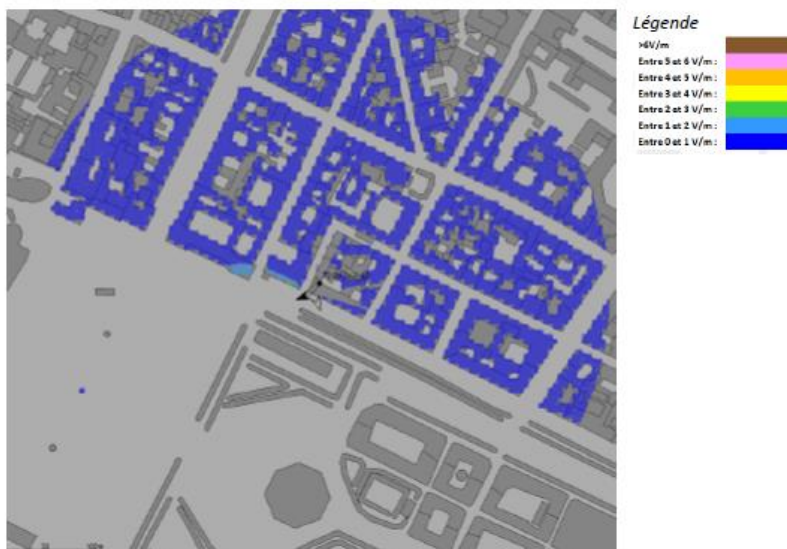 Légende
>6V/m
Entre 5 et 6 V/m :
Entre 4 et 5 V/m :
Entre 3 et 4 V/m :
Entre 2 et 3 V/m :
Entre 1 et 2 V/m :
Entre 0 et 1 V/m :